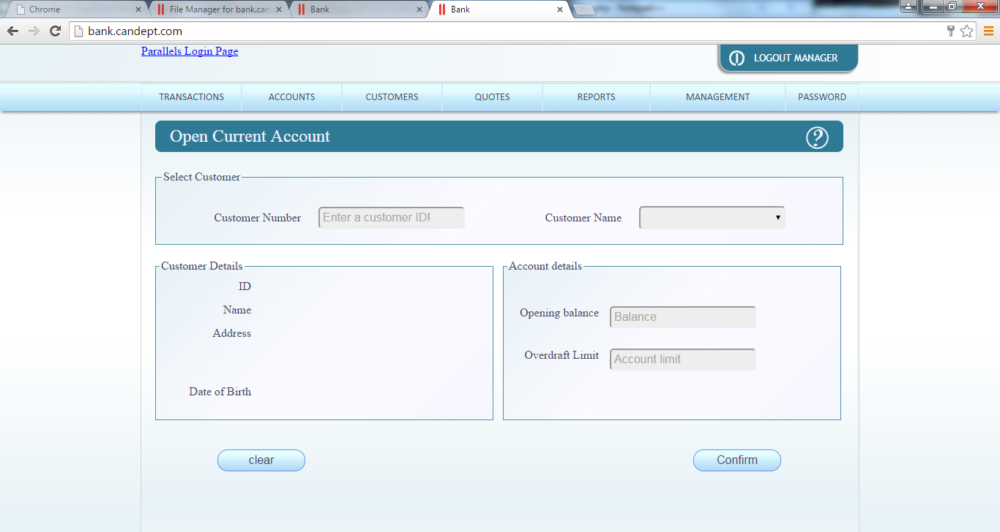 Chrome
File Manager for bank.can
Bank
Bank
bank.candept.com
Parallels Login Page
LOGOUT MANAGER
TRANSACTIONS ACCOUNTS CUSTOMERS QUOTES REPORTS MANAGEMENT PASSWORD
Open Current Account
?
Select Customer
Customer Number Enter a customer ID! Customer Name
Customer Details
ID
Name
Address
Date of Birth
Account details
Opening balance Balance
Overdraft Limit Account limit
clear Confirm